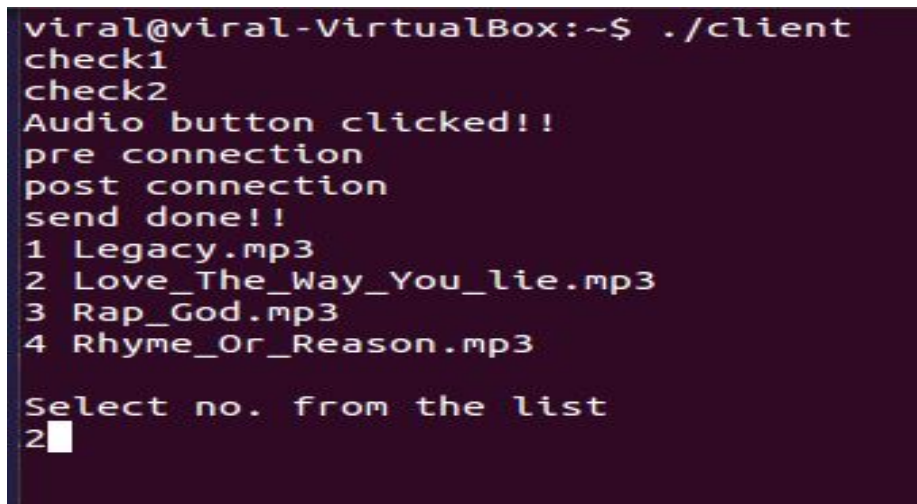 viral@viral-VirtualBox:~$ ./client
check1
check2
Audio button clicked!!
pre connection
post connection
send done!!
1 Legacy.mp3
2 Love_The_Way_You_lie.mp3
3 Rap_God.mp3
4 Rhyme_Or_Reason.mp3
Select no. from the list
2